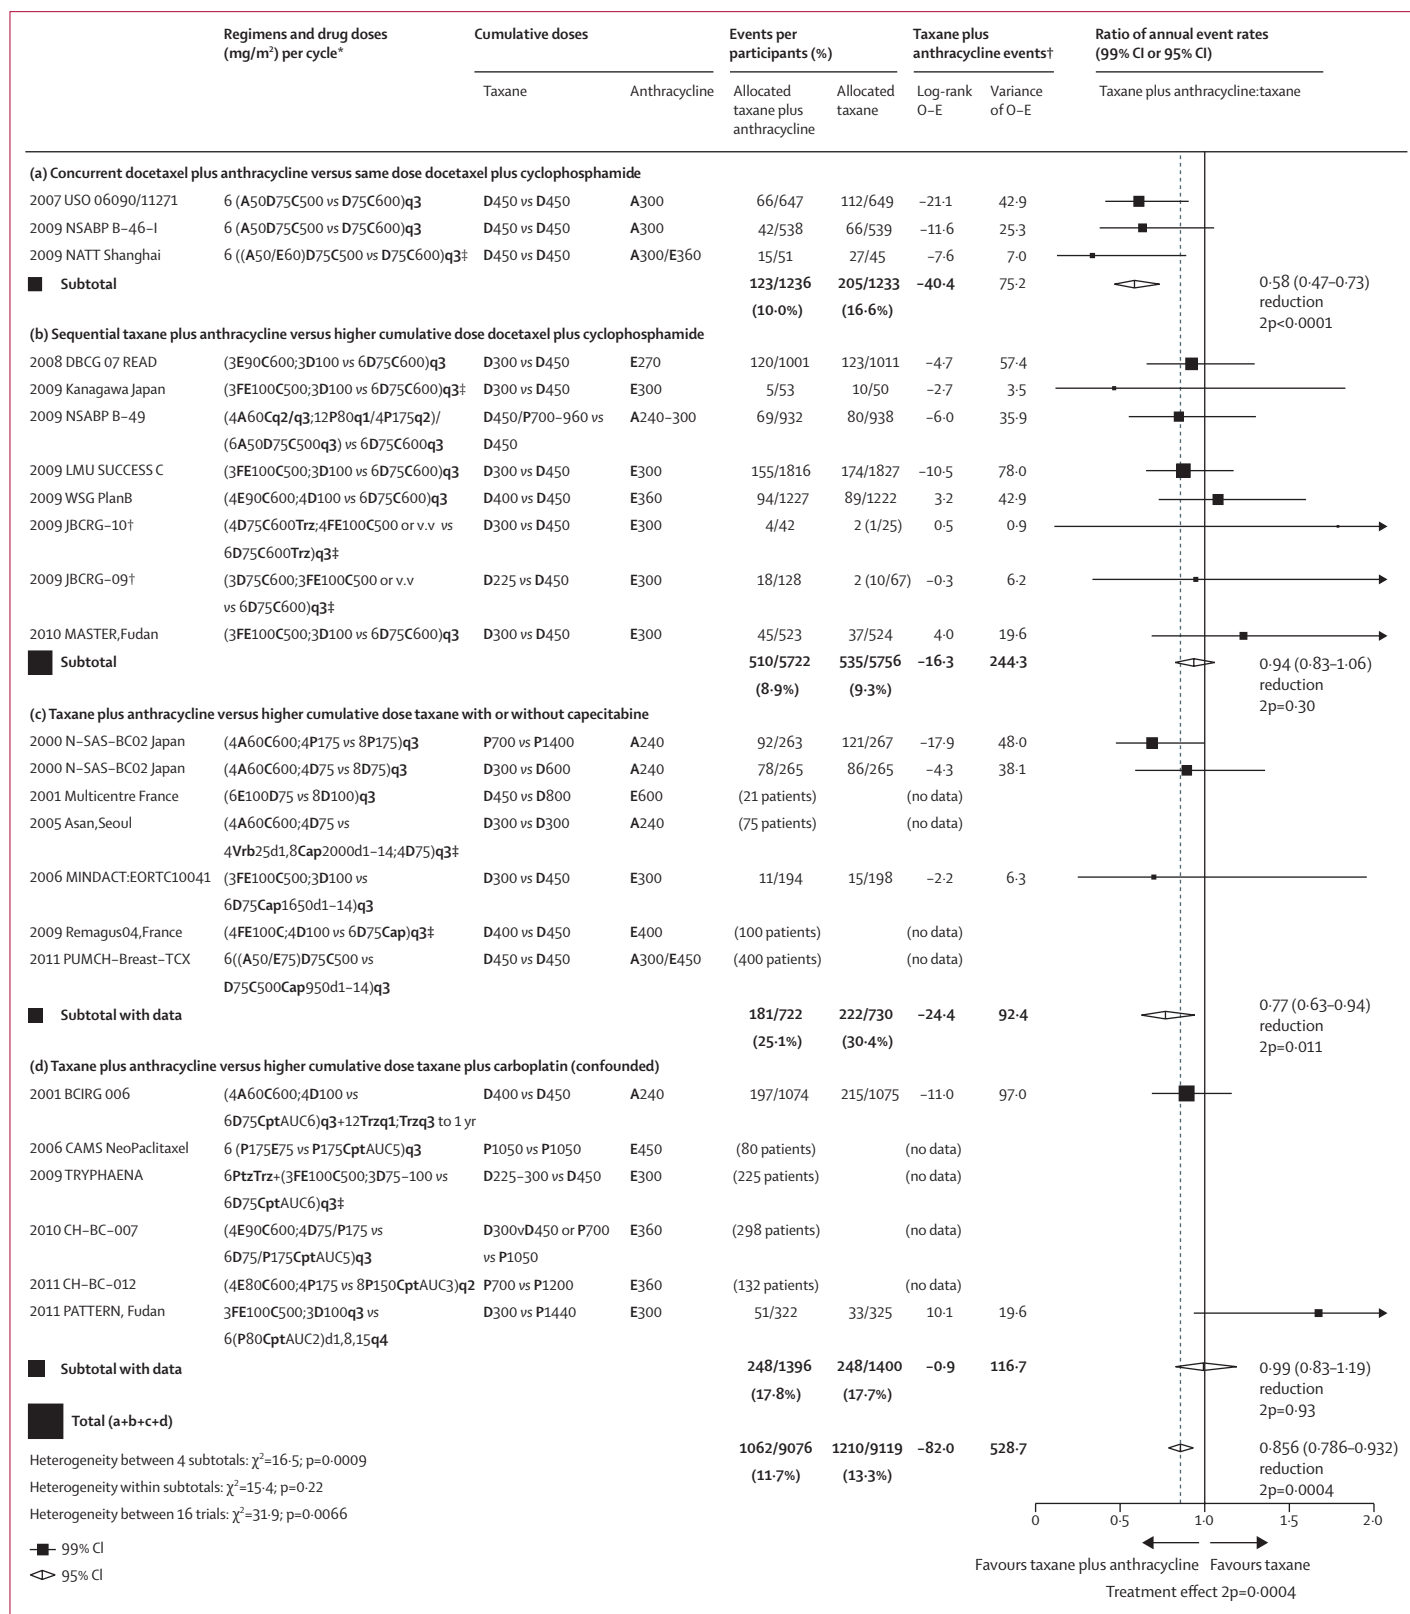 Regimens and drug doses (mg/m²) per cycle* Cumulative doses Events per participants (%) Taxane plus anthracycline events† Ratio of annual event rates (99% CI or 95% CI)
Taxane Anthracycline Allocated taxane plus anthracycline Allocated taxane Log-rank O–E Variance of O–E Taxane plus anthracycline:taxane
(a) Concurrent docetaxel plus anthracycline versus same dose docetaxel plus cyclophosphamide
2007 USO 06090/11271 6 (A50D75C500 vs D75C600)q3 D450 vs D450 A300 66/647 112/649 –21·1 42·9
2009 NSABP B–46–I 6 (A50D75C500 vs D75C600)q3 D450 vs D450 A300 42/538 66/539 –11·6 25·3
2009 NATT Shanghai 6 ((A50/E60)D75C500 vs D75C600)q3‡ D450 vs D450 A300/E360 15/51 27/45 –7·6 7·0
Subtotal 123/1236 205/1233 –40·4 75·2 0·58 (0·47–0·73)
(10·0%) (16·6%) reduction
2p<0·0001
(b) Sequential taxane plus anthracycline versus higher cumulative dose docetaxel plus cyclophosphamide
2008 DBCG 07 READ (3E90C600;3D100 vs 6D75C600)q3 D300 vs D450 E270 120/1001 123/1011 –4·7 57·4
2009 Kanagawa Japan (3FE100C500;3D100 vs 6D75C600)q3‡ D300 vs D450 E300 5/53 10/50 –2·7 3·5
2009 NSABP B–49 (4A60Cq2/q3;12P80q1/4P175q2)/ D450/P700–960 vs A240–300 69/932 80/938 –6·0 35·9
(6A50D75C500q3) vs 6D75C600q3 D450
2009 LMU SUCCESS C (3FE100C500;3D100 vs 6D75C600)q3 D300 vs D450 E300 155/1816 174/1827 –10·5 78·0
2009 WSG PlanB (4E90C600;4D100 vs 6D75C600)q3 D400 vs D450 E360 94/1227 89/1222 3·2 42·9
2009 JBCRG–10† (4D75C600Trz;4FE100C500 or v.v vs D300 vs D450 E300 4/42 2 (1/25) 0·5 0·9
6D75C600Trz)q3‡
2009 JBCRG–09† (3D75C600;3FE100C500 or v.v D225 vs D450 E300 18/128 2 (10/67) –0·3 6·2
vs 6D75C600)q3‡
2010 MASTER,Fudan (3FE100C500;3D100 vs 6D75C600)q3 D300 vs D450 E300 45/523 37/524 4·0 19·6
Subtotal 510/5722 535/5756 –16·3 244·3 0·94 (0·83–1·06)
(8·9%) (9·3%) reduction
2p=0·30
(c) Taxane plus anthracycline versus higher cumulative dose taxane with or without capecitabine
2000 N–SAS–BC02 Japan (4A60C600;4P175 vs 8P175)q3 P700 vs P1400 A240 92/263 121/267 –17·9 48·0
2000 N–SAS–BC02 Japan (4A60C600;4D75 vs 8D75)q3 D300 vs D600 A240 78/265 86/265 –4·3 38·1
2001 Multicentre France (6E100D75 vs 8D100)q3 D450 vs D800 E600 (21 patients) (no data)
2005 Asan,Seoul (4A60C600;4D75 vs D300 vs D300 A240 (75 patients) (no data)
4Vrb25d1,8Cap2000d1–14;4D75)q3‡
2006 MINDACT:EORTC10041 (3FE100C500;3D100 vs D300 vs D450 E300 11/194 15/198 –2·2 6·3
6D75Cap1650d1–14)q3
2009 Remagus04,France (4FE100C;4D100 vs 6D75Cap)q3‡ D400 vs D450 E400 (100 patients) (no data)
2011 PUMCH–Breast–TCX 6((A50/E75)D75C500 vs D450 vs D450 A300/E450 (400 patients) (no data)
D75C500Cap950d1–14)q3
Subtotal with data 181/722 222/730 –24·4 92·4 0·77 (0·63–0·94)
(25·1%) (30·4%) reduction
2p=0·011
(d) Taxane plus anthracycline versus higher cumulative dose taxane plus carboplatin (confounded)
2001 BCIRG 006 (4A60C600;4D100 vs D400 vs D450 A240 197/1074 215/1075 –11·0 97·0
6D75CptAUC6)q3+12Trzq1;Trzq3 to 1 yr
2006 CAMS NeoPaclitaxel 6 (P175E75 vs P175CptAUC5)q3 P1050 vs P1050 E450 (80 patients) (no data)
2009 TRYPHAENA 6PtzTrz+(3FE100C500;3D75–100 vs D225–300 vs D450 E300 (225 patients) (no data)
6D75CptAUC6)q3‡
2010 CH–BC–007 (4E90C600;4D75/P175 vs D300vD450 or P700 E360 (298 patients) (no data)
6D75/P175CptAUC5)q3 vs P1050
2011 CH–BC–012 (4E80C600;4P175 vs 8P150CptAUC3)q2 P700 vs P1200 E360 (132 patients) (no data)
2011 PATTERN, Fudan 3FE100C500;3D100q3 vs D300 vs P1440 E300 51/322 33/325 10·1 19·6
6(P80CptAUC2)d1,8,15q4
Subtotal with data 248/1396 248/1400 –0·9 116·7 0·99 (0·83–1·19)
(17·8%) (17·7%) reduction
2p=0·93
Total (a+b+c+d)
1062/9076 1210/9119 –82·0 528·7 0·856 (0·786–0·932)
(11·7%) (13·3%) reduction
2p=0·0004
Heterogeneity between 4 subtotals: χ²=16·5; p=0·0009
Heterogeneity within subtotals: χ²=15·4; p=0·22
Heterogeneity between 16 trials: χ²=31·9; p=0·0066
99% CI
95% CI
0 0·5 1·0 1·5 2·0
Favours taxane plus anthracycline Favours taxane
Treatment effect 2p=0·0004